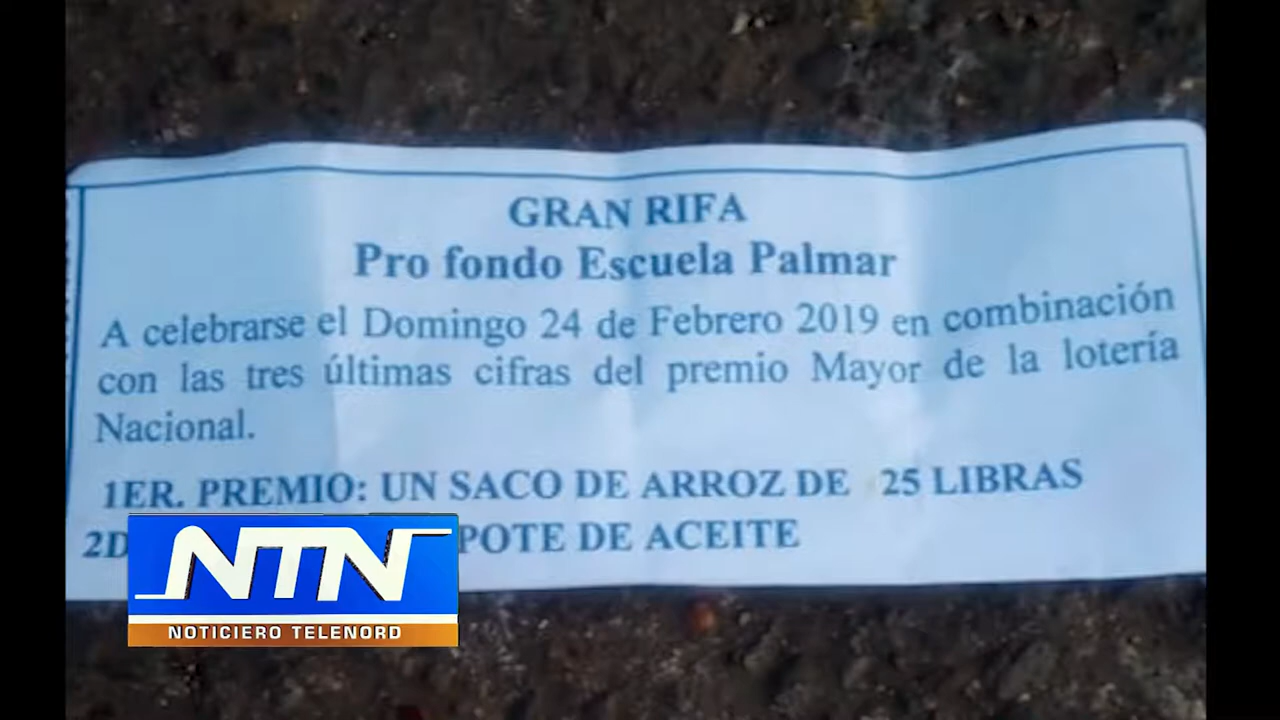 GRAN RIFA
Pro fondo Escuela Palmar
A celebrarse el Domingo 24 de Febrero 2019 en combinación
con las tres últimas cifras del premio Mayor de la lotería
Nacional.
1ER. PREMIO: UN SACO DE ARROZ DE 25 LIBRAS
2D POTE DE ACEITE
NTN
NOTICIERO TELENORD